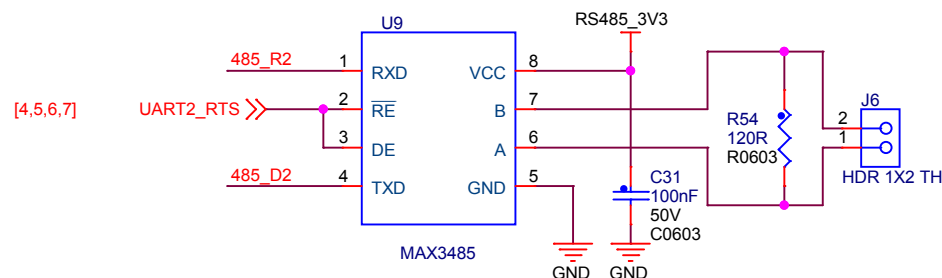 U9
RS485_3V3
485_R2
1
RXD
VCC
8
[4,5,6,7]
UART2_RTS
2
RE
B
7
3
DE
A
6
485_D2
4
TXD
GND
5
MAX3485
C31
100nF
50V
C0603
GND
GND
R54
120R
R0603
J6
2
1
HDR 1X2 TH